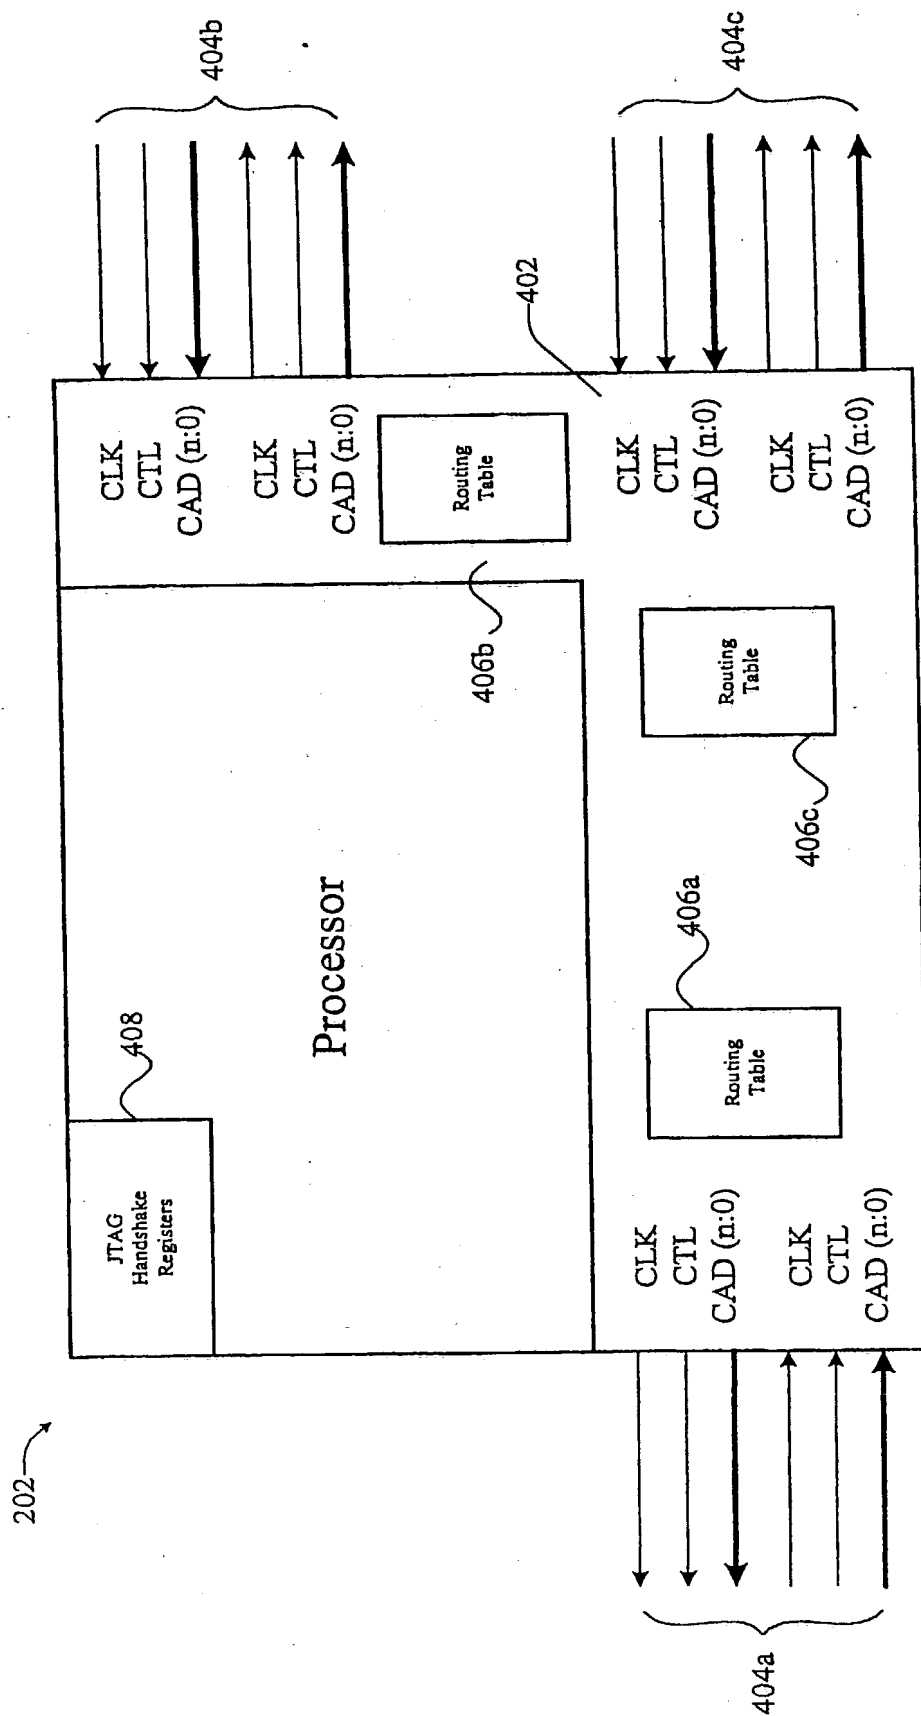 202
JTAG
Handshake
Registers
408
Processor
CLK
CTL
CAD (n:0)
CLK
CTL
CAD (n:0)
404b
Routing
Table
406b
402
CLK
CTL
CAD (n:0)
CLK
CTL
CAD (n:0)
404a
Routing
Table
406a
Routing
Table
406c
CLK
CTL
CAD (n:0)
CLK
CTL
CAD (n:0)
404c